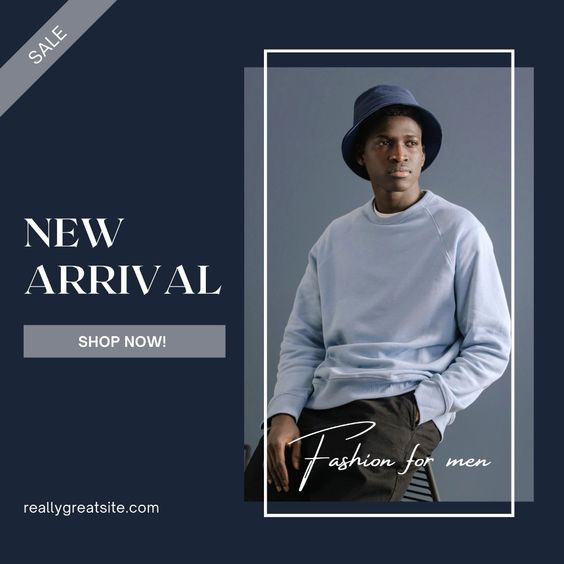 SALE
NEW
ARRIVAL
SHOP NOW!
Fashion for men
reallygreatsite.com